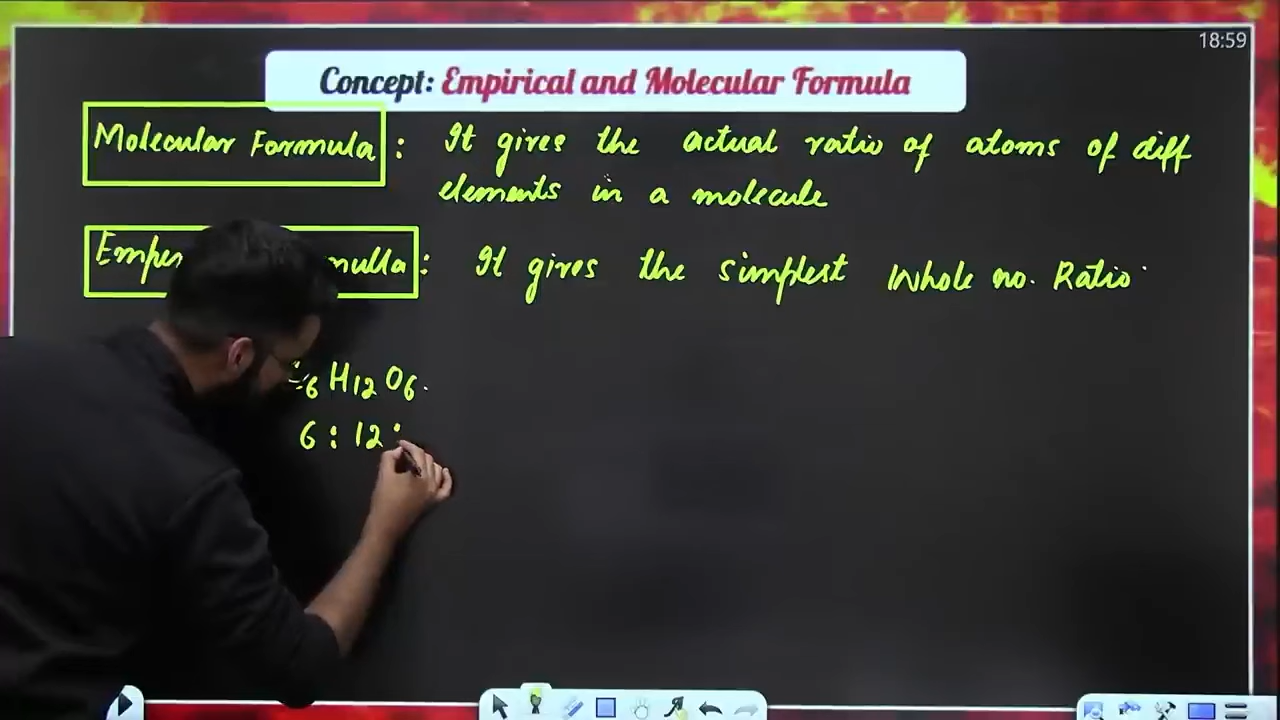 18:59
Concept: Empirical and Molecular Formula
Molecular Formula : It gives the actual ratio of atoms of diff
elements in a molecule
: It gives the simplest whole no. Ratio
6 H12 O6.
6 : 12 :